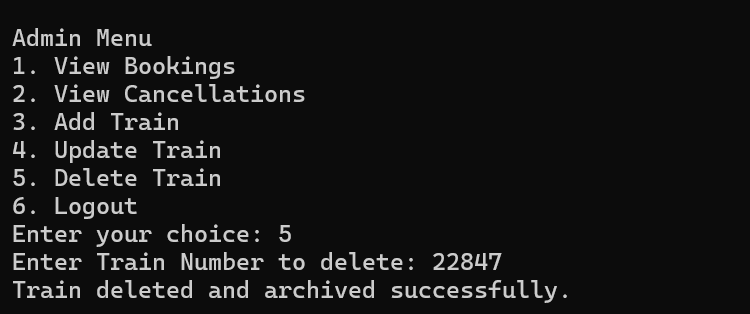 Admin Menu
1. View Bookings
2. View Cancellations
3. Add Train
4. Update Train
5. Delete Train
6. Logout
Enter your choice: 5
Enter Train Number to delete: 22847
Train deleted and archived successfully.